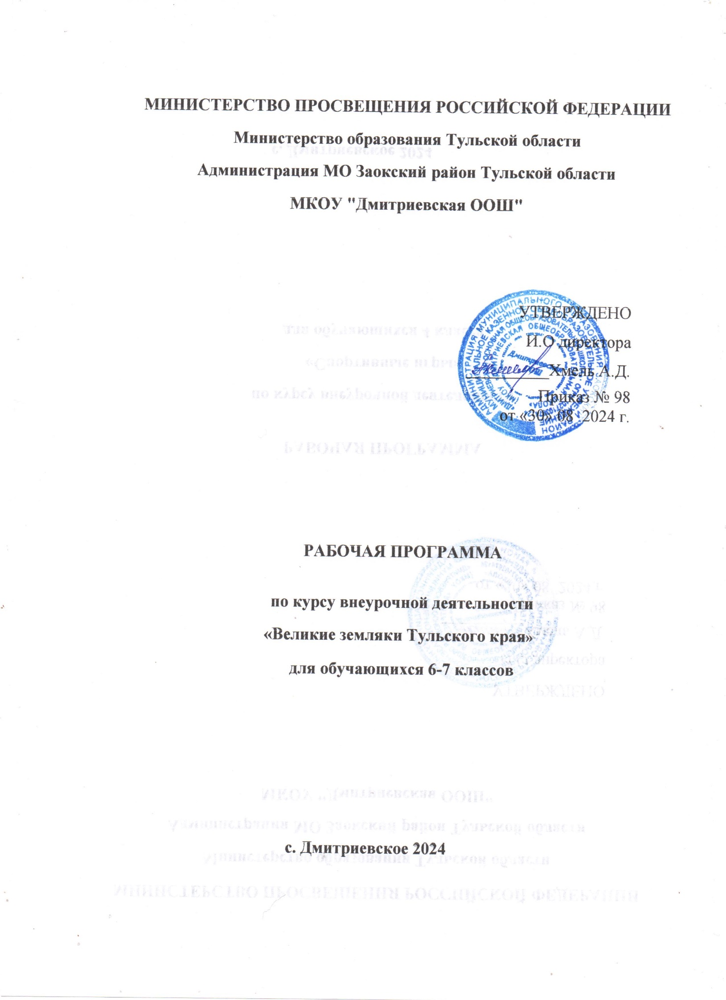 МИНИСТЕРСТВО ПРОСВЕЩЕНИЯ РОССИЙСКОЙ ФЕДЕРАЦИИ
Министерство образования Тульской области
Администрация МО Заокский район Тульской области
МКОУ "Дмитриевская ООШ"
УТВЕРЖДЕНО
И.О директора
Хмель А.Д.
Приказ № 98
от «30» 08 2024 г.
РАБОЧАЯ ПРОГРАММА
по курсу внеурочной деятельности
«Великие земляки Тульского края»
для обучающихся 6-7 классов
с. Дмитриевское 2024